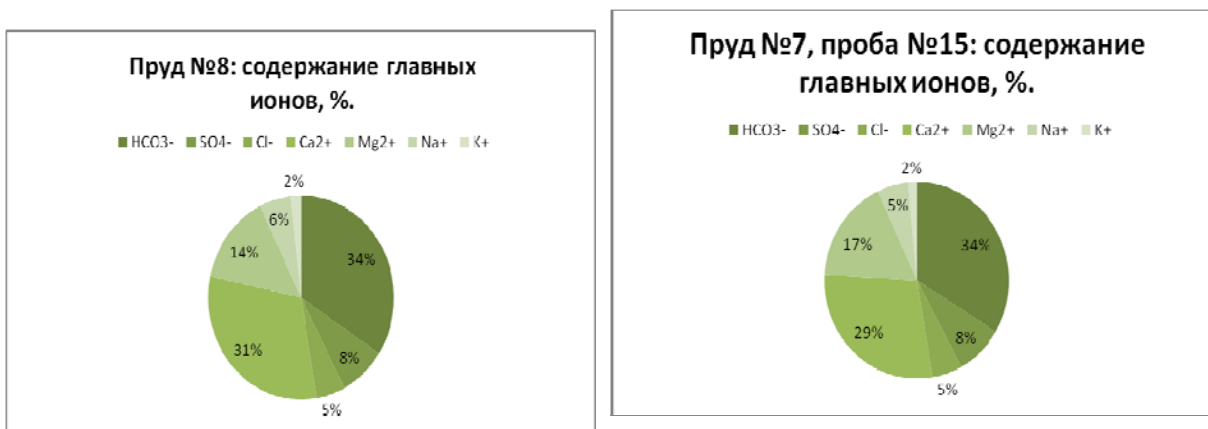 Пруд №8: содержание главных
ионов, %.
HCO3- SO4- Cl- Ca2+ Mg2+ Na+ K+
2%
6%
14%
34%
31%
8%
5%
Пруд №7, проба №15: содержание
главных ионов, %.
HCO3- SO4- Cl- Ca2+ Mg2+ Na+ K+
2%
5%
17%
34%
29%
8%
5%